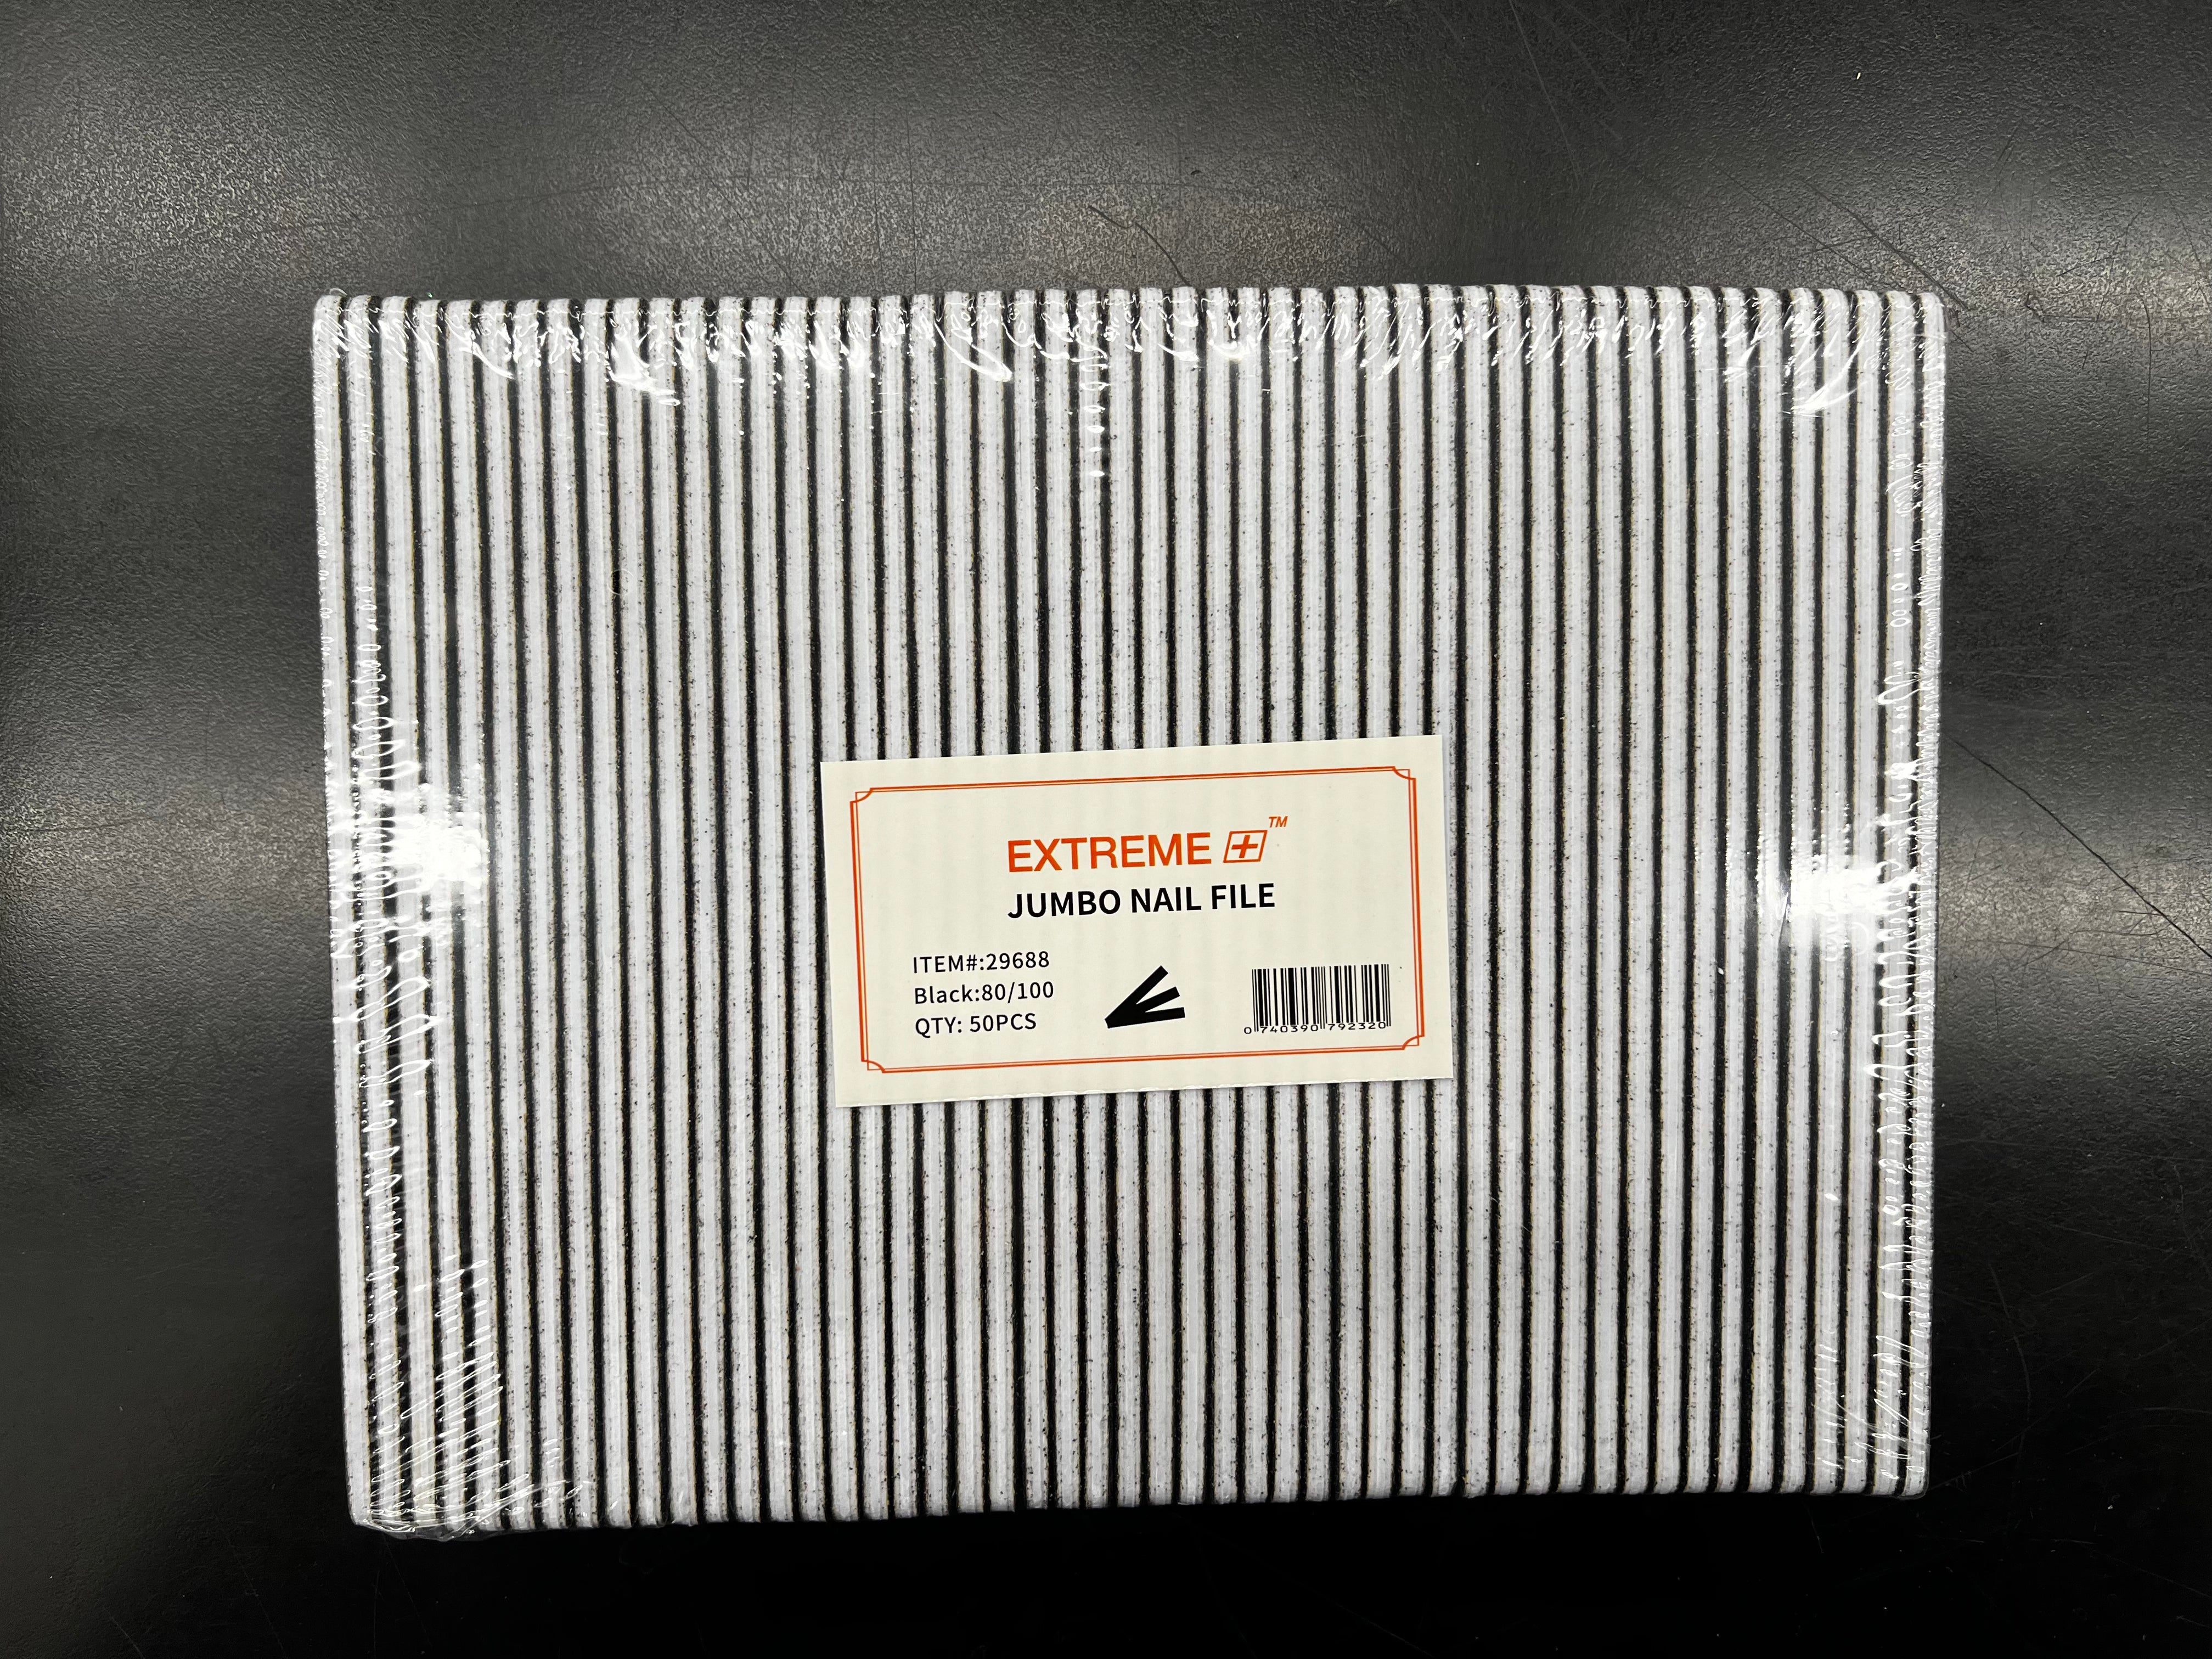 EXTREME +™
JUMBO NAIL FILE
ITEM#:29688
Black:80/100
QTY: 50PCS
0 740390 792320